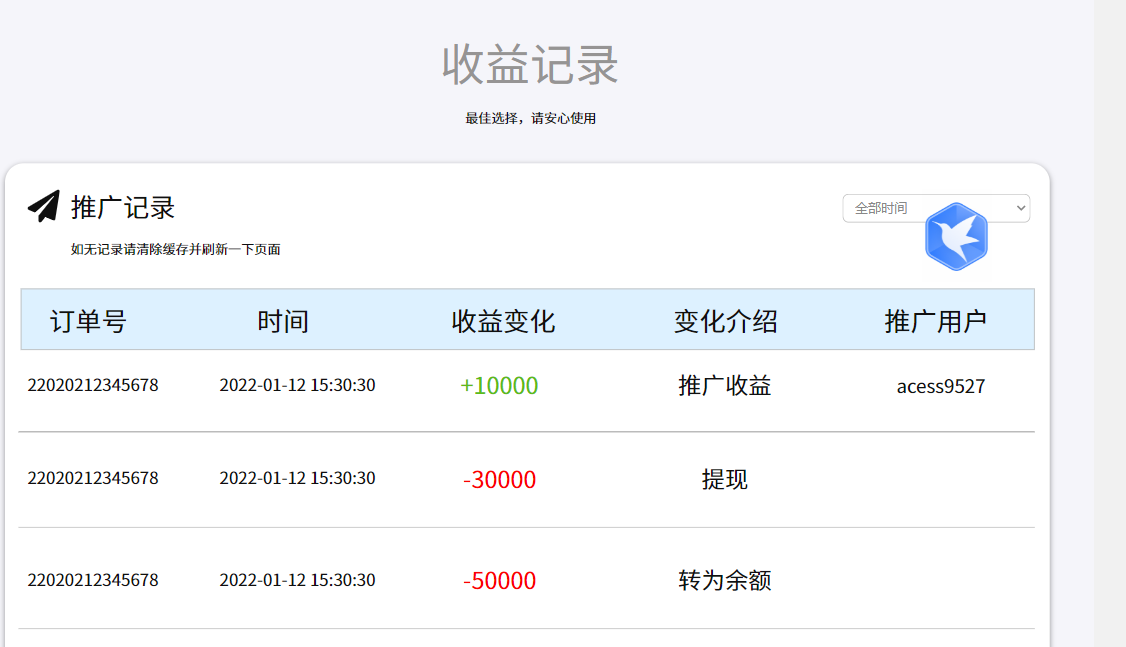 收益记录
最佳选择，请安心使用
推广记录
全部时间
如无记录请清除缓存并刷新一下页面
订单号 时间 收益变化 变化介绍 推广用户
22020212345678 2022-01-12 15:30:30 +10000 推广收益 acess9527
22020212345678 2022-01-12 15:30:30 -30000 提现
22020212345678 2022-01-12 15:30:30 -50000 转为余额